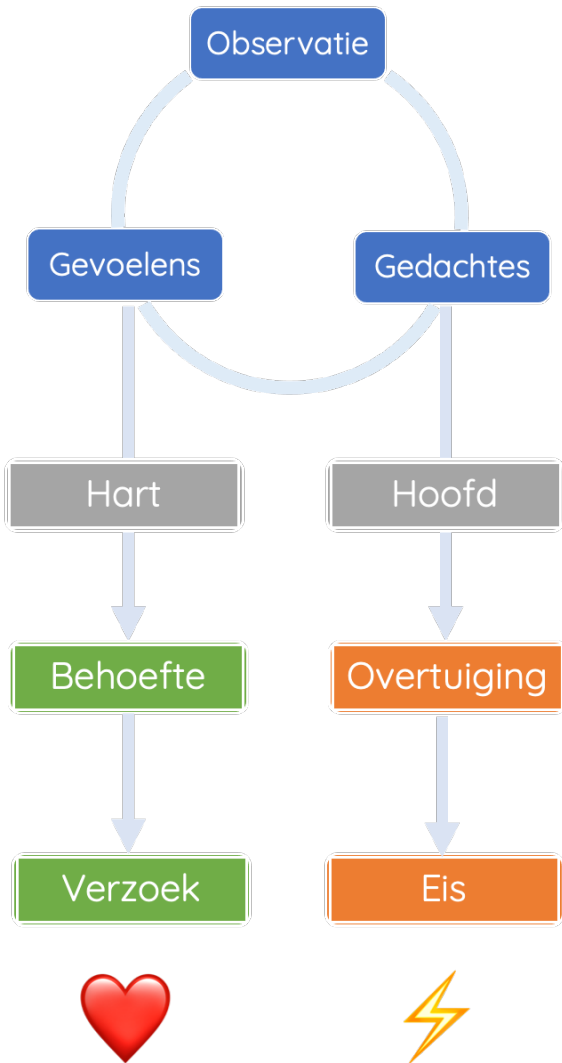 Observatie
Gevoelens
Gedachtes
Hart
Hoofd
Behoefte
Overtuiging
Verzoek
Eis